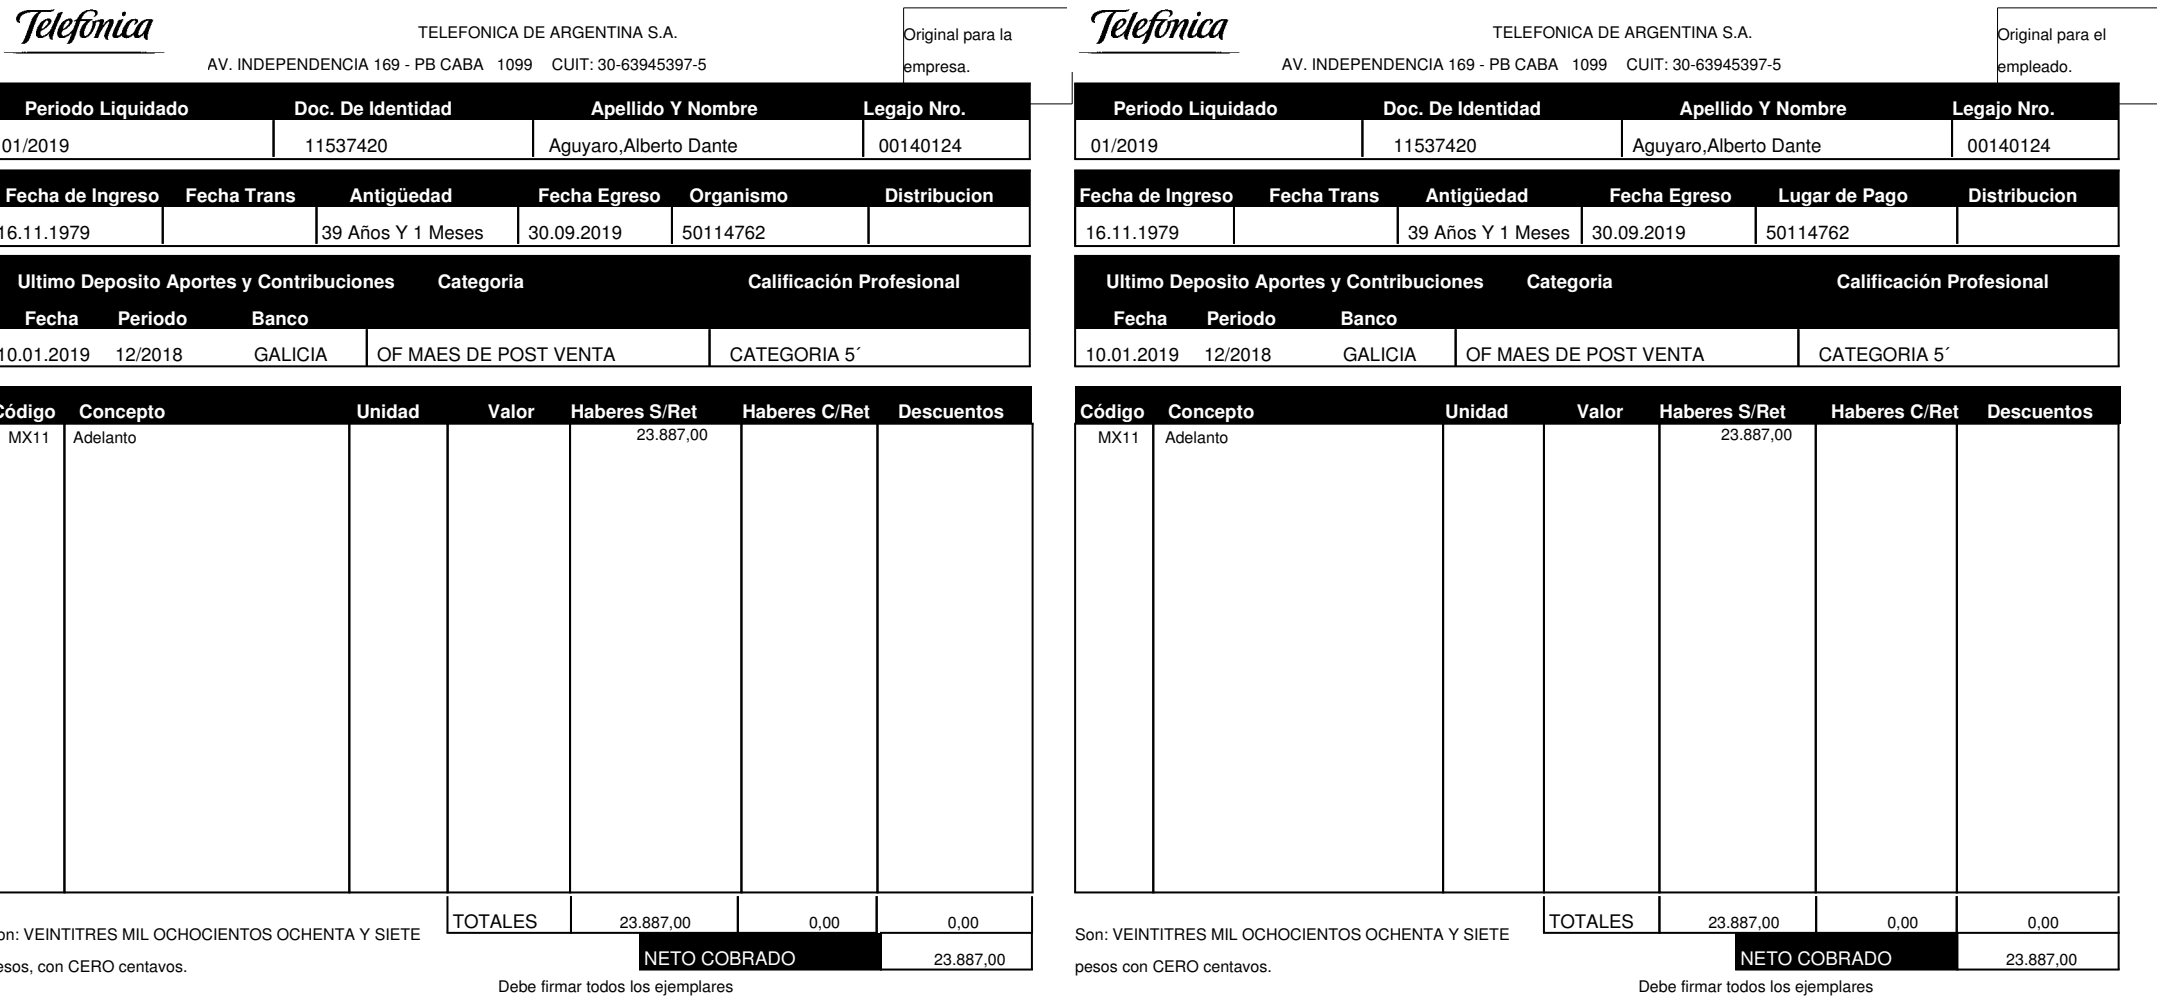 Telefónica
TELEFONICA DE ARGENTINA S.A.
Original para la
AV. INDEPENDENCIA 169 - PB CABA 1099 CUIT: 30-63945397-5
empresa.
Periodo Liquidado Doc. De Identidad Apellido Y Nombre Legajo Nro.
01/2019 11537420 Aguyaro,Alberto Dante 00140124
Fecha de Ingreso Fecha Trans Antigüedad Fecha Egreso Organismo Distribucion
16.11.1979 39 Años Y 1 Meses 30.09.2019 50114762
Ultimo Deposito Aportes y Contribuciones Categoria Calificación Profesional
Fecha Periodo Banco
10.01.2019 12/2018 GALICIA OF MAES DE POST VENTA CATEGORIA 5´
Código Concepto Unidad Valor Haberes S/Ret Haberes C/Ret Descuentos
MX11 Adelanto 23.887,00
TOTALES 23.887,00 0,00 0,00
on: VEINTITRES MIL OCHOCIENTOS OCHENTA Y SIETE
NETO COBRADO 23.887,00
esos, con CERO centavos.
Debe firmar todos los ejemplares
Telefónica
TELEFONICA DE ARGENTINA S.A.
Original para el
AV. INDEPENDENCIA 169 - PB CABA 1099 CUIT: 30-63945397-5
empleado.
Periodo Liquidado Doc. De Identidad Apellido Y Nombre Legajo Nro.
01/2019 11537420 Aguyaro,Alberto Dante 00140124
Fecha de Ingreso Fecha Trans Antigüedad Fecha Egreso Lugar de Pago Distribucion
16.11.1979 39 Años Y 1 Meses 30.09.2019 50114762
Ultimo Deposito Aportes y Contribuciones Categoria Calificación Profesional
Fecha Periodo Banco
10.01.2019 12/2018 GALICIA OF MAES DE POST VENTA CATEGORIA 5´
Código Concepto Unidad Valor Haberes S/Ret Haberes C/Ret Descuentos
MX11 Adelanto 23.887,00
TOTALES 23.887,00 0,00 0,00
Son: VEINTITRES MIL OCHOCIENTOS OCHENTA Y SIETE
NETO COBRADO 23.887,00
pesos con CERO centavos.
Debe firmar todos los ejemplares